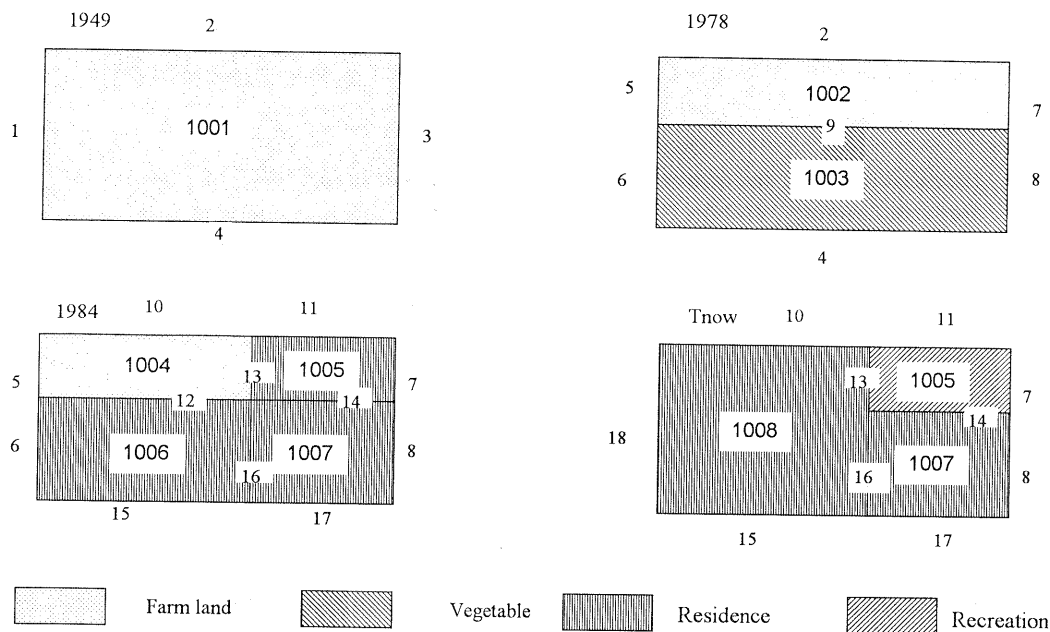 1949 2
1 1001 3
4
1978 2
5 1002 7
9
6 1003 8
4
1984 10 11
5 1004 13 1005 7
12 14
6 1006 16 1007 8
15 17
Tnow 10 11
13 1005 7
18 1008 14
16 1007 8
15 17
Farm land Vegetable Residence Recreation